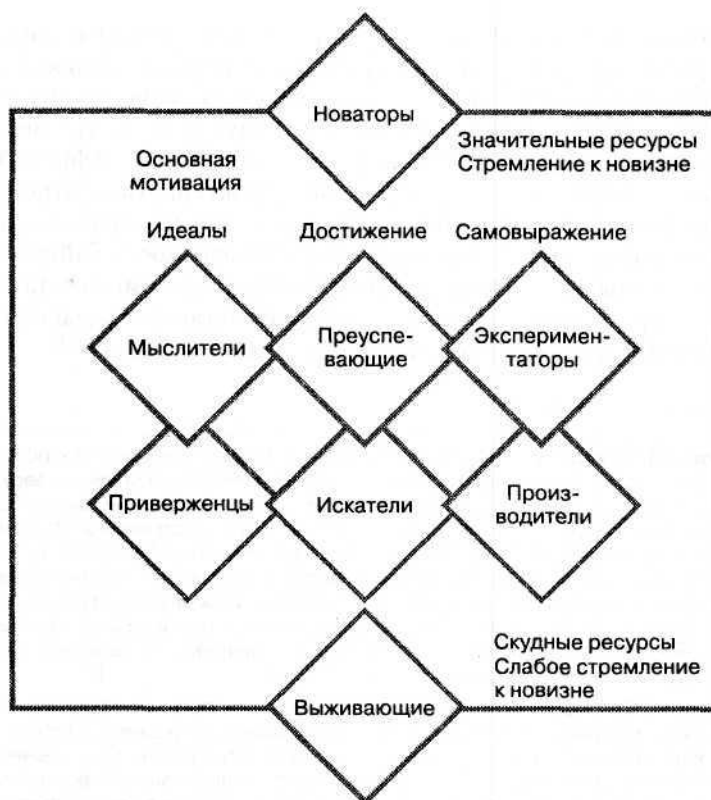 Новаторы
Значительные ресурсы
Стремление к новизне
Основная
мотивация
Идеалы
Достижение
Самовыражение
Мыслители
Преуспе-
вающие
Эксперимен-
таторы
Приверженцы
Искатели
Произ-
водители
Скудные ресурсы
Слабое стремление
к новизне
Выживающие